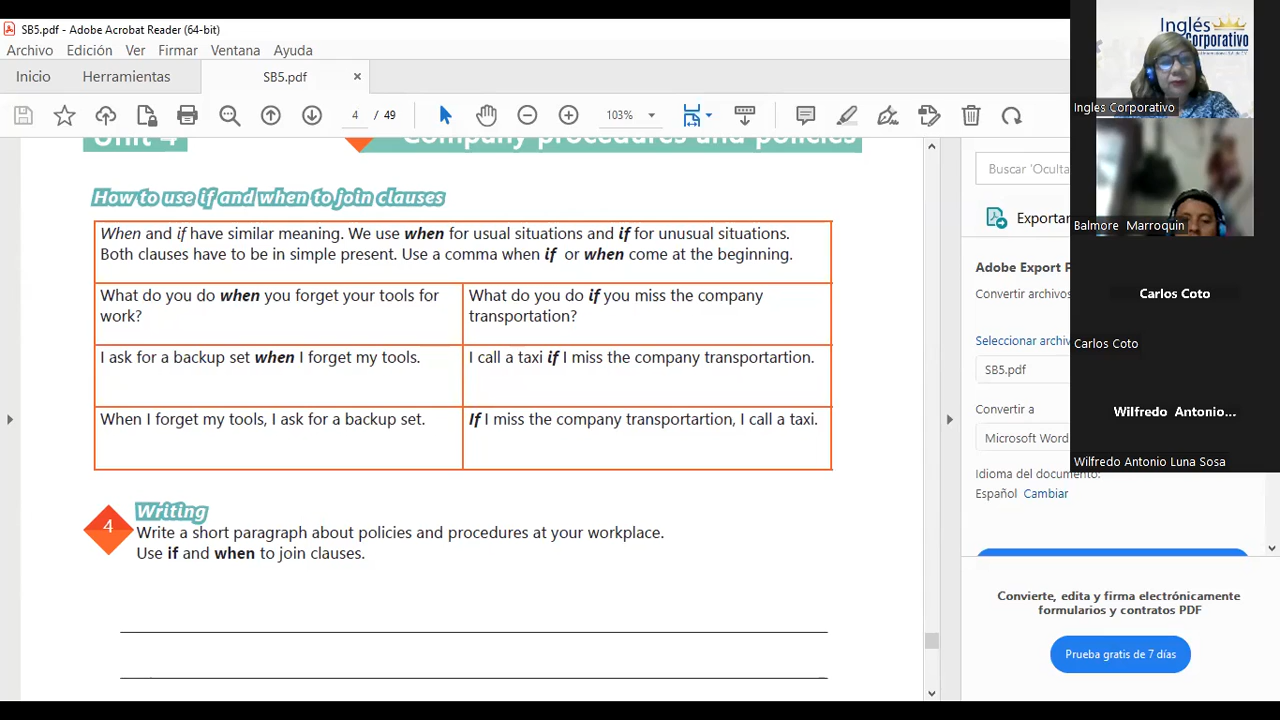 SB5.pdf - Adobe Acrobat Reader (64-bit)
Archivo Edición Ver Firmar Ventana Ayuda
Inicio Herramientas SB5.pdf ×
4 / 49 103%
Unit 4 Company procedures and policies
How to use if and when to join clauses
When and if have similar meaning. We use when for usual situations and if for unusual situations.
Both clauses have to be in simple present. Use a comma when if or when come at the beginning.
What do you do when you forget your tools for
work?
What do you do if you miss the company
transportation?
I ask for a backup set when I forget my tools.
I call a taxi if I miss the company transportartion.
When I forget my tools, I ask for a backup set.
If I miss the company transportartion, I call a taxi.
4
Writing
Write a short paragraph about policies and procedures at your workplace.
Use if and when to join clauses.
Buscar 'Oculta
Exportar
Adobe Export P
Convertir archivos
Seleccionar archiv
SB5.pdf
Convertir a
Microsoft Word
Idioma del documento:
Español Cambiar
Convierte, edita y firma electrónicamente
formularios y contratos PDF
Prueba gratis de 7 días
Inglés
Corporativo
Ingles Corporativo
Balmore Marroquin
Carlos Coto
Carlos Coto
Wilfredo Antonio...
Wilfredo Antonio Luna Sosa